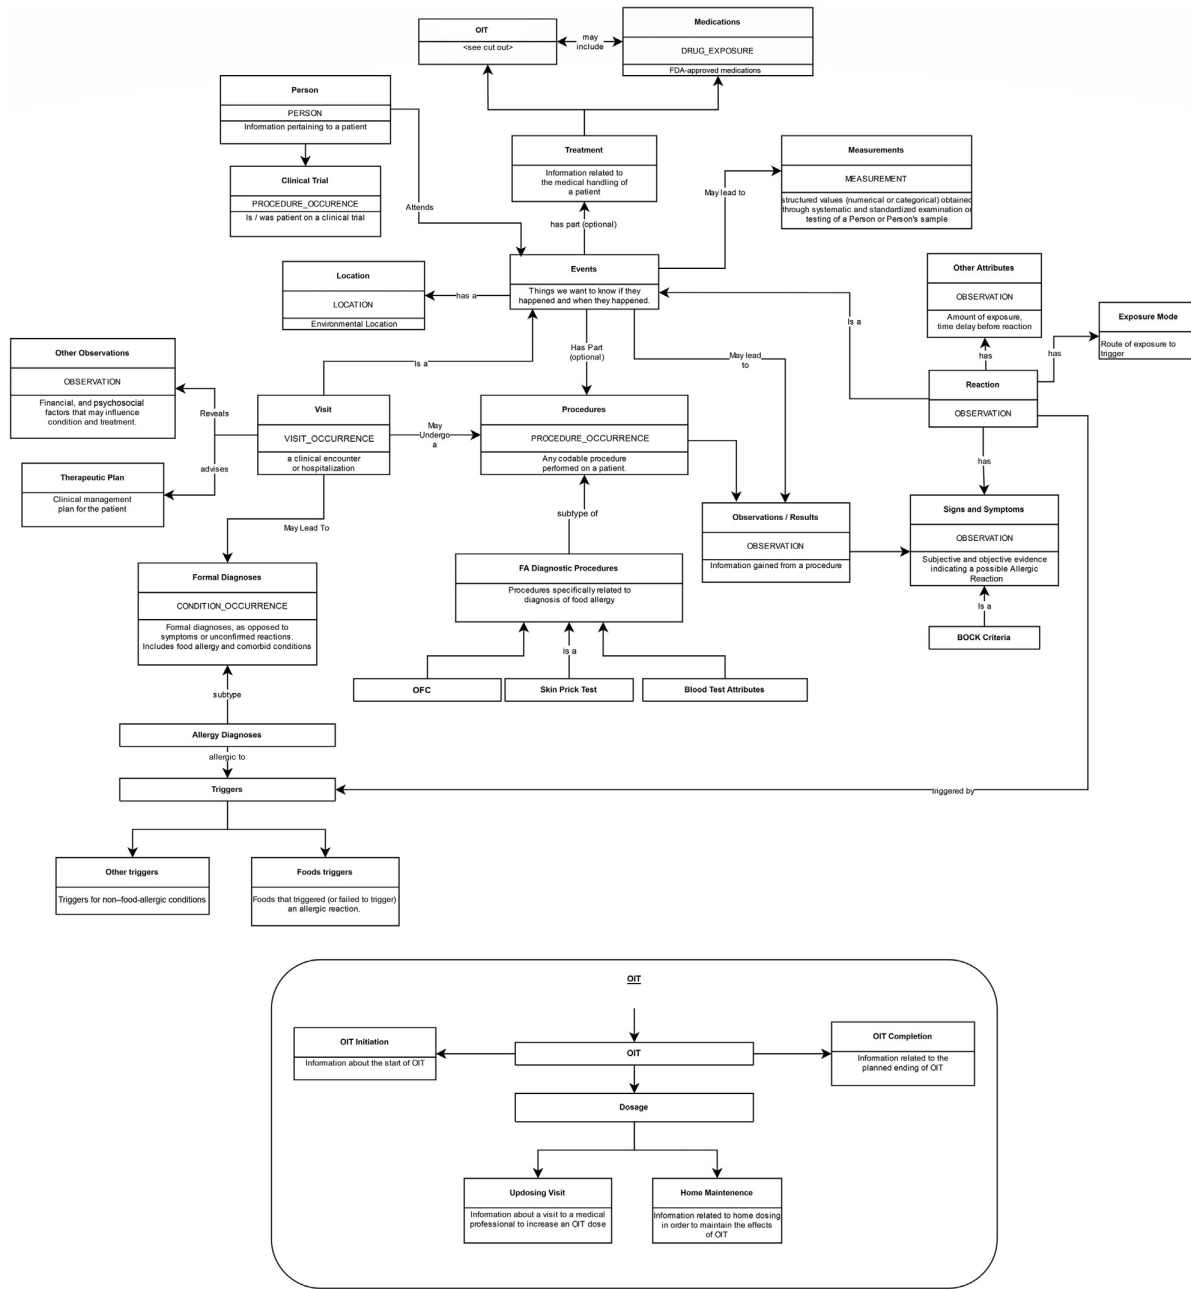 OIT
<see cut out>
may
include
Medications
DRUG_EXPOSURE
FDA-approved medications
Person
PERSON
Information pertaining to a patient
Clinical Trial
PROCEDURE_OCCURENCE
Is / was patient on a clinical trial
Attends
Treatment
Information related to
the medical handling of
a patient
has part (optional)
May lead to
Measurements
MEASUREMENT
structured values (numerical or categorical) obtained
through systematic and standardized examination or
testing of a Person or Person's sample
Location
LOCATION
Environmental Location
has a
Events
Things we want to know if they
happened and when they happened.
Is a
Other Attributes
OBSERVATION
Amount of exposure,
time delay before reaction
has
has
Exposure Mode
Route of exposure to
trigger
Other Observations
OBSERVATION
Financial, and psychosocial
factors that may influence
condition and treatment.
Is a
Has Part
(optional)
May lead
to
Reaction
OBSERVATION
Reveals
advises
Visit
VISIT_OCCURRENCE
a clinical encounter
or hospitalization
May
Undergo
a
Procedures
PROCEDURE_OCCURRENCE
Any codable procedure
performed on a patient.
has
Therapeutic Plan
Clinical management
plan for the patient
May Lead To
subtype of
Observations / Results
OBSERVATION
Information gained from a procedure
Signs and Symptoms
OBSERVATION
Subjective and objective evidence
indicating a possible Allergic
Reaction
Formal Diagnoses
CONDITION_OCCURRENCE
Formal diagnoses, as opposed to
symptoms or unconfirmed reactions.
Includes food allergy and comorbid conditions
FA Diagnostic Procedures
Procedures specifically related to
diagnosis of food allergy.
Is a
BOCK Criteria
is a
OFC
Skin Prick Test
Blood Test Attributes
subtype
Allergy Diagnoses
allergic to
Triggers
triggered by
Other triggers
Triggers for non–food-allergic conditions
Foods triggers
Foods that triggered (or failed to trigger)
an allergic reaction.
OIT
OIT Initiation
Information about the start of OIT
OIT
OIT Completion
Information related to the
planned ending of OIT
Dosage
Updosing Visit
Information about a visit to a medical
professional to increase an OIT dose
Home Maintenence
Information related to home dosing
in order to maintain the effects
of OIT